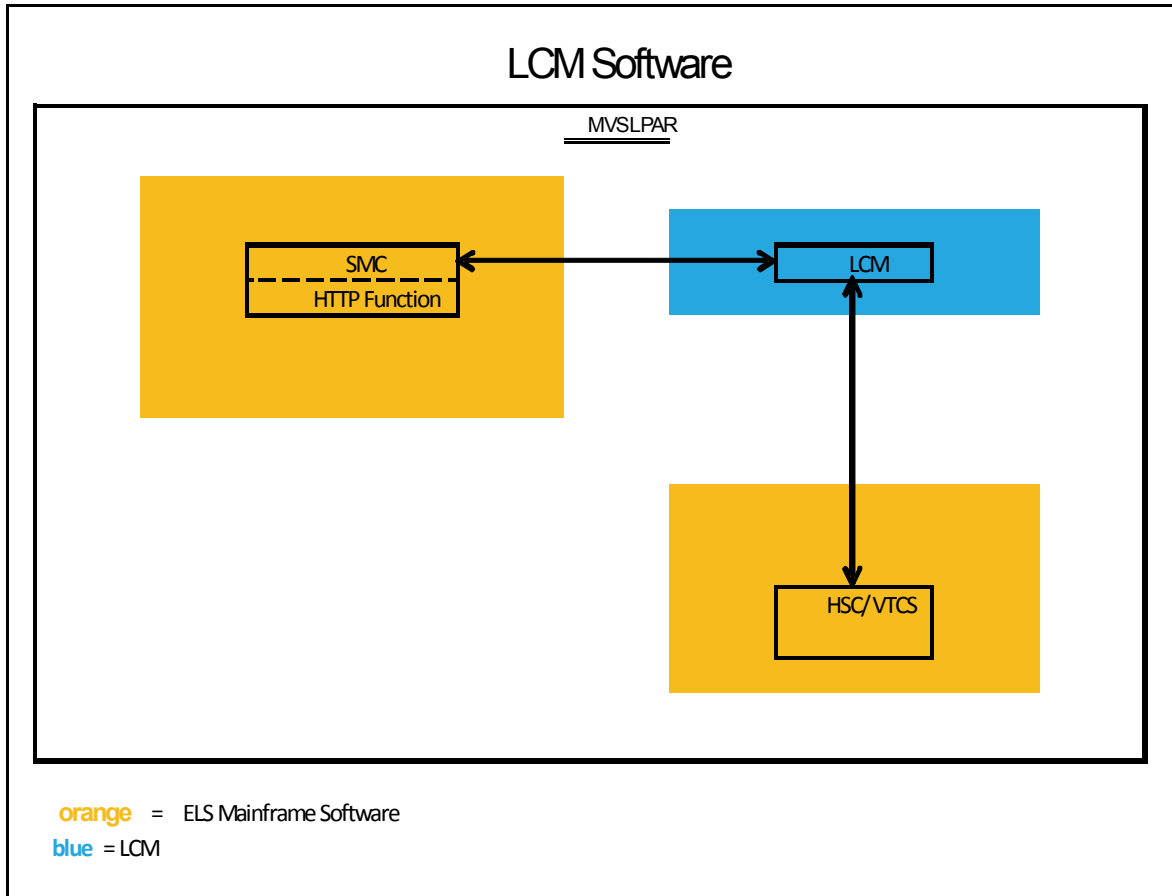 LCM Software
MVSLPAR
SMC
HTTP Function
LCM
HSC/ VTCS
orange = ELS Mainframe Software
blue = LCM